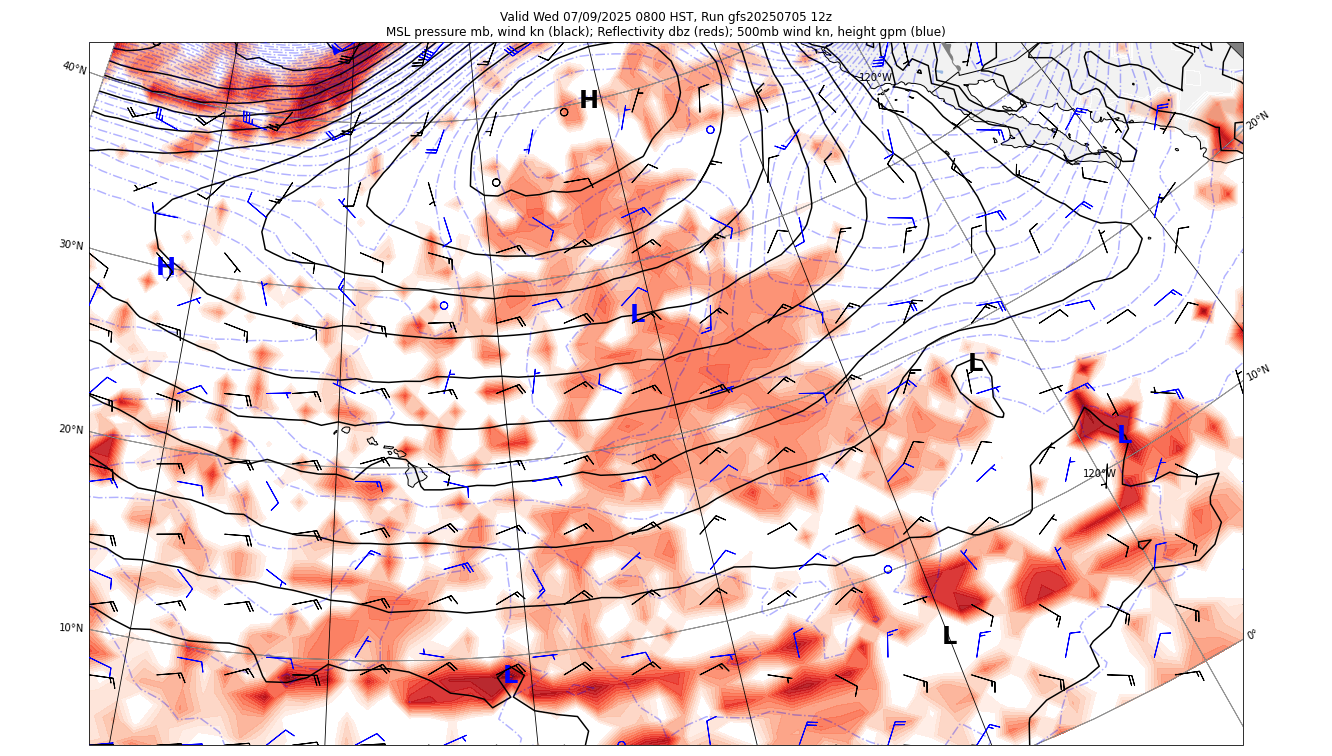 Valid Wed 07/09/2025 0800 HST, Run gfs20250705 12z
MSL pressure mb, wind kn (black); Reflectivity dbz (reds); 500mb wind kn, height gpm (blue)
40°N
120°W
H
20°N
30°N
H
L
L
10°N
20°N
L
120°W
10°N
L
0°
L